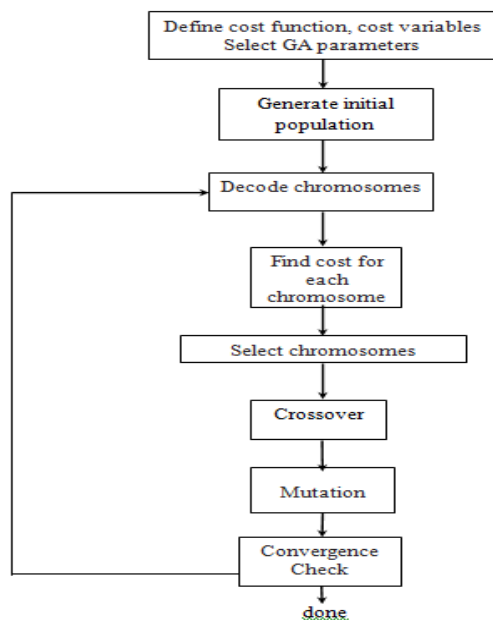 Define cost function, cost variables
Select GA parameters
Generate initial
population
Decode chromosomes
Find cost for
each
chromosome
Select chromosomes
Crossover
Mutation
Convergence
Check
done